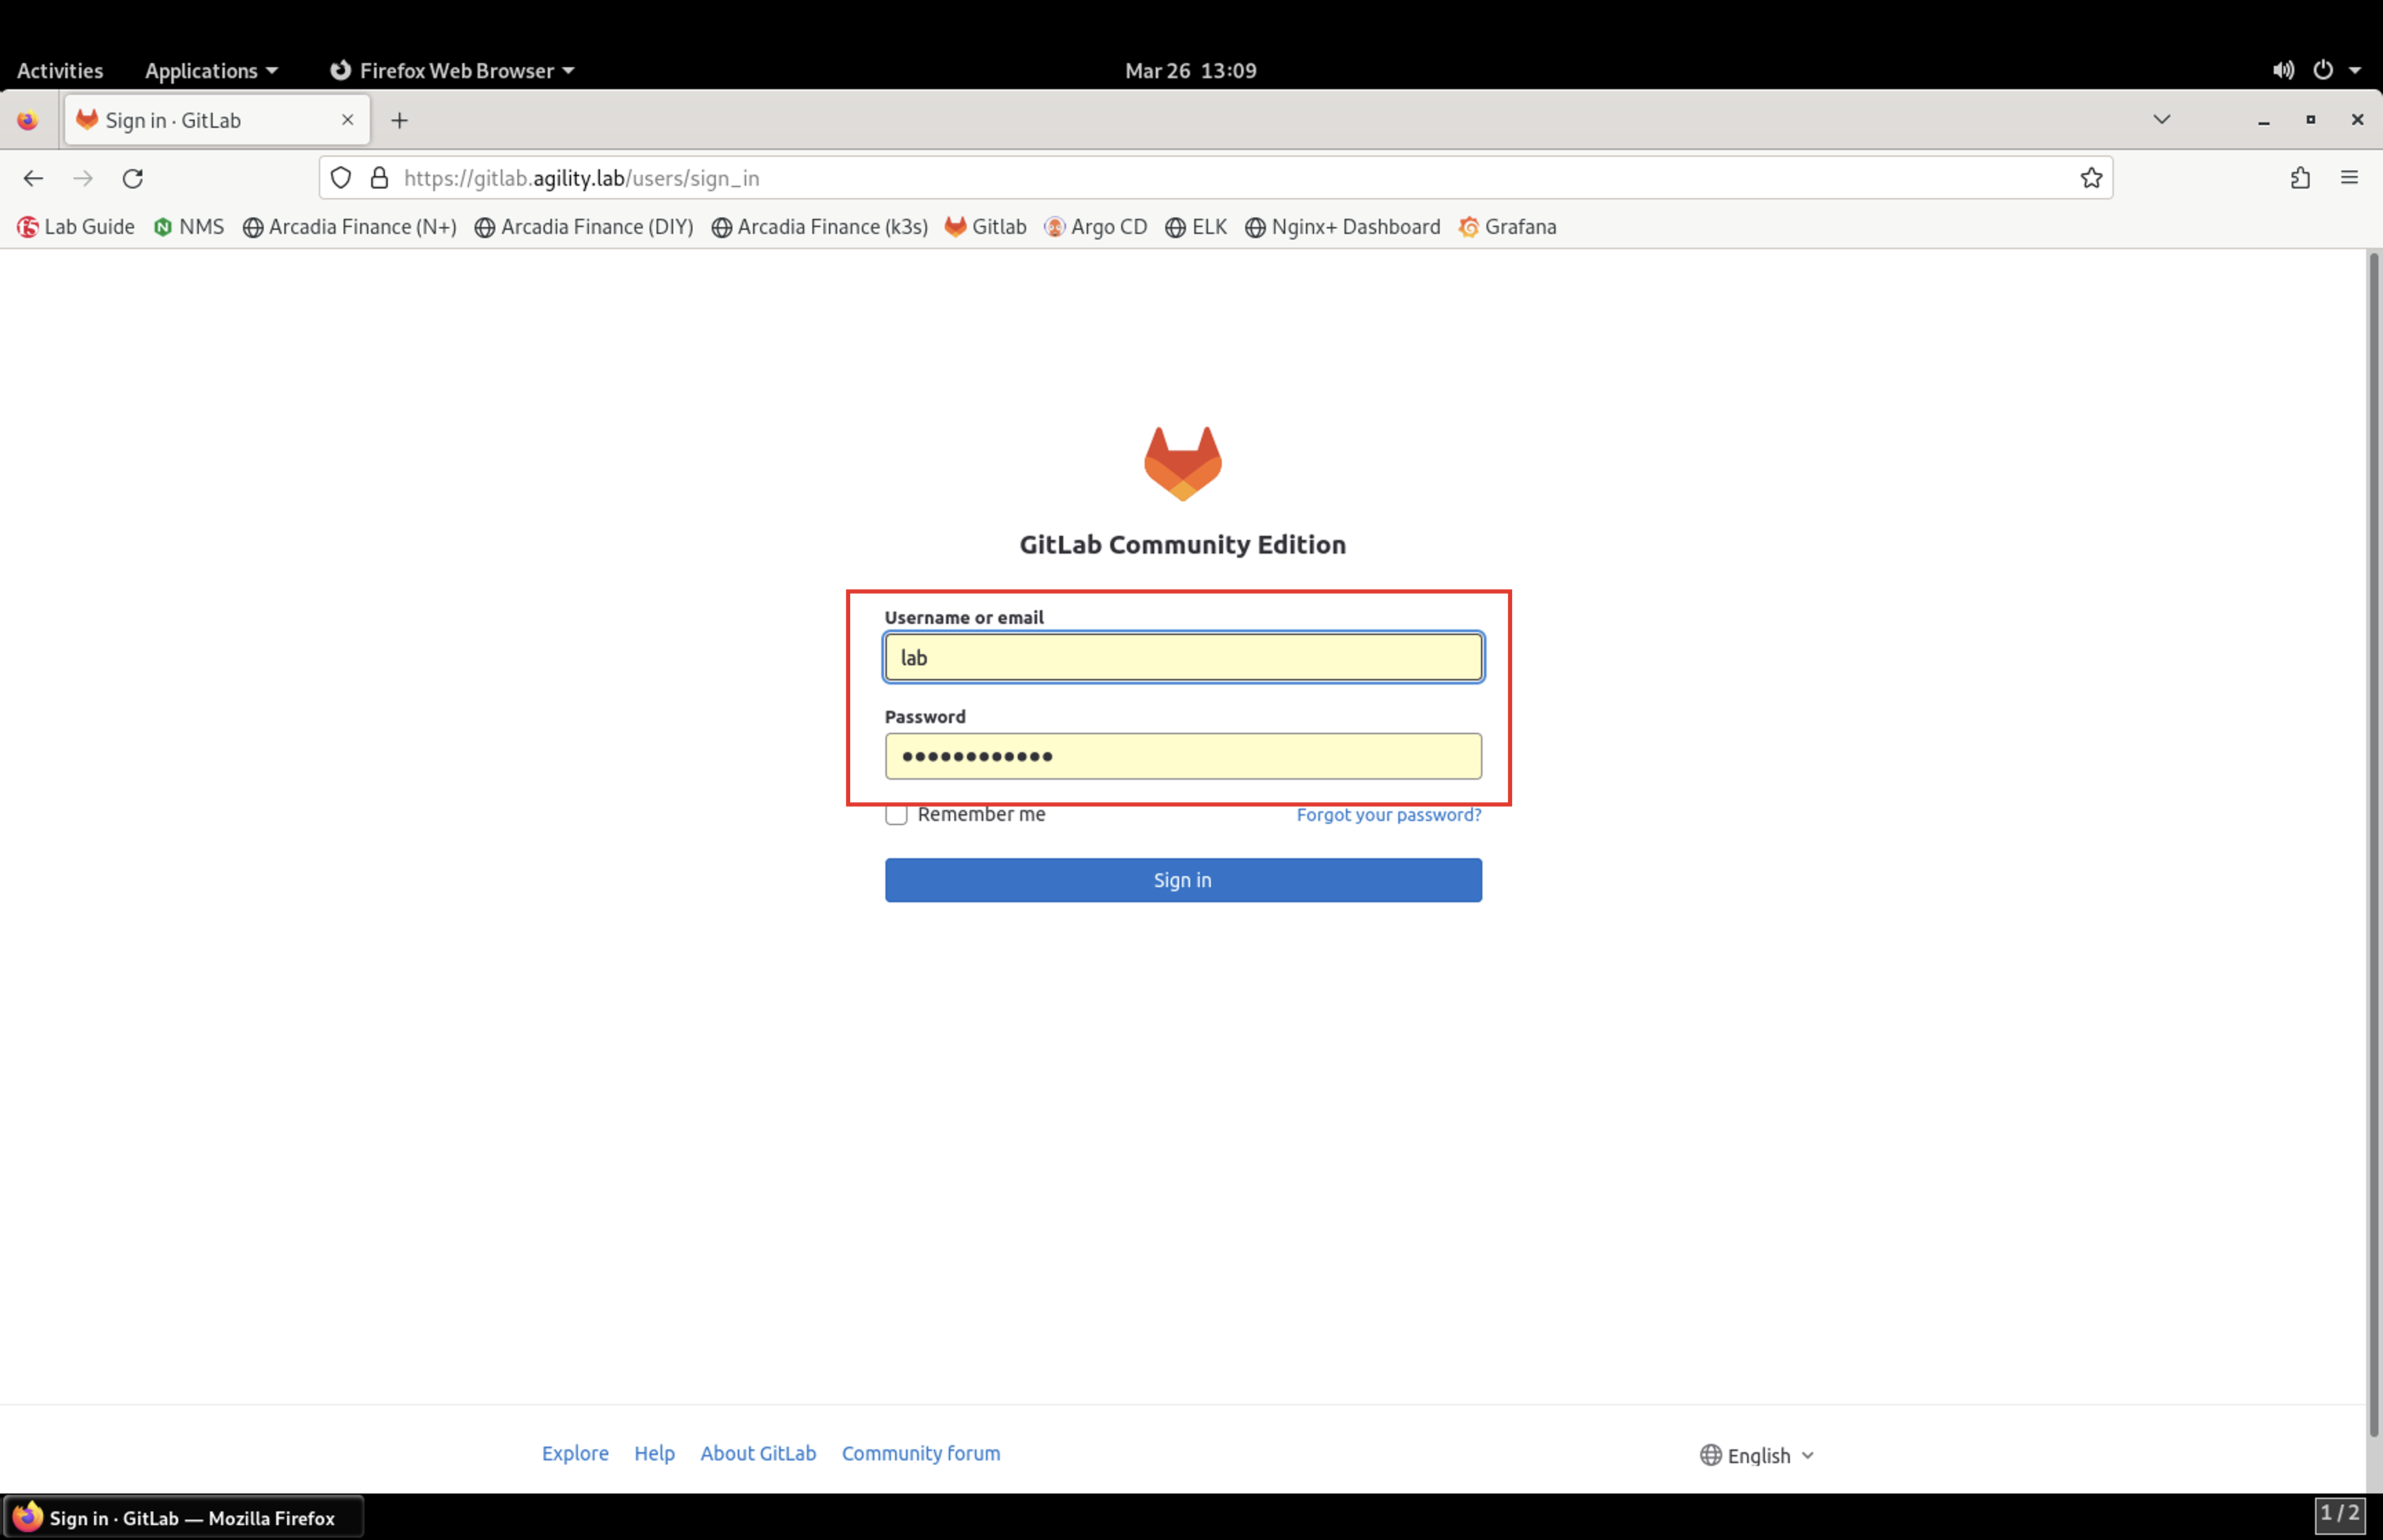 Activities Applications Firefox Web Browser Mar 26 13:09
Sign in · GitLab
https://gitlab.agility.lab/users/sign_in
Lab Guide NMS Arcadia Finance (N+) Arcadia Finance (DIY) Arcadia Finance (k3s) Gitlab Argo CD ELK Nginx+ Dashboard Grafana
GitLab Community Edition
Username or email
lab
Password
●●●●●●●●●●●●
Remember me Forgot your password?
Sign in
Explore Help About GitLab Community forum English
Sign in · GitLab — Mozilla Firefox 1 / 2